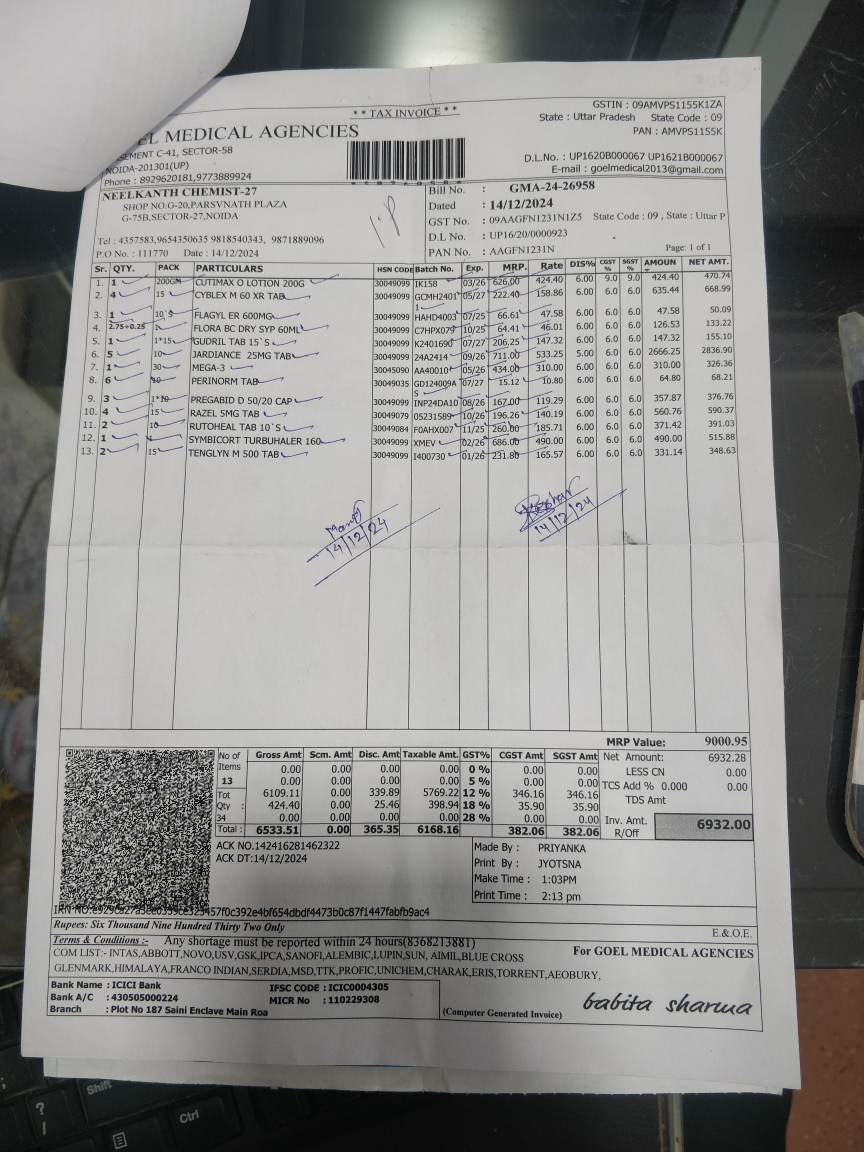 ** TAX INVOICE **
GSTIN : 09AMVPS1155K1ZA
State : Uttar Pradesh State Code : 09
PAN : AMVPS1155K
EL MEDICAL AGENCIES
SEMENT C-41, SECTOR-58
NOIDA-201301(UP)
Phone : 8929620181,9773889924
D.L.No. : UP1620B000067 UP1621B000067
E-mail : goelmedical2013@gmail.com
NEELKANTH CHEMIST-27
SHOP NO.G-20,PARSVNATH PLAZA
G-75B,SECTOR-27,NOIDA
Tel : 4357583,9654350635 9818540343, 9871889096
P.O No. : 111770 Date : 14/12/2024
Bill No. : GMA-24-26958
Dated : 14/12/2024
GST No. : 09AAGFN1231N1Z5 State Code : 09 , State : Uttar P
D.L No. : UP16/20/0000923
PAN No. : AAGFN1231N
Page: 1 of 1
Sr. QTY. PACK PARTICULARS HSN CODE Batch No. Exp. MRP. Rate DIS% CGST % SGST % AMOUN NET AMT.
1. 1 200GM CUTIMAX O LOTION 200G 30049099 IK158 03/26 626.00 424.40 6.00 9.0 9.0 424.40 470.74
2. 4 15 CYBLEX M 60 XR TAB 30049099 GCMH2401 05/27 222.40 158.86 6.00 6.0 6.0 635.44 668.99
1
3. 1 10`S FLAGYL ER 600MG 30049099 HAHD4003 07/25 66.61 47.58 6.00 6.0 6.0 47.58 50.09
4. 2.75+0.25 1 FLORA BC DRY SYP 60ML 30049099 C7HPX079 10/25 64.41 46.01 6.00 6.0 6.0 126.53 133.22
5. 1 1*15 GUDRIL TAB 15`S 30049099 K2401690 07/27 206.25 147.32 6.00 6.0 6.0 147.32 155.10
6. 5 10 JARDIANCE 25MG TAB 30049099 24A2414 09/26 711.00 533.25 5.00 6.0 6.0 2666.25 2836.90
7. 1 30 MEGA-3 30045090 AA40010 05/26 434.00 310.00 6.00 6.0 6.0 310.00 326.36
8. 6 10 PERINORM TAB 30049035 GD124009A 07/27 15.12 10.80 6.00 6.0 6.0 64.80 68.21
S
9. 3 1*10 PREGABID D 50/20 CAP 30049099 INP24DA10 08/26 167.00 119.29 6.00 6.0 6.0 357.87 376.76
10. 4 15 RAZEL 5MG TAB 30049079 05231589 10/26 196.26 140.19 6.00 6.0 6.0 560.76 590.37
11. 2 10 RUTOHEAL TAB 10`S 30049084 F0AHX007 11/25 260.00 185.71 6.00 6.0 6.0 371.42 391.03
12. 1 1 SYMBICORT TURBUHALER 160 30049099 XMEV 02/26 686.00 490.00 6.00 6.0 6.0 490.00 515.88
13. 2 15 TENGLYN M 500 TAB 30049099 I400730 01/26 231.80 165.57 6.00 6.0 6.0 331.14 348.63
14/12/24
14/12/24
MRP Value: 9000.95
No of Items 13 Tot Qty : 34
Gross Amt Scm. Amt Disc. Amt Taxable Amt. GST% CGST Amt SGST Amt
0.00 0.00 0.00 0.00 0 % 0.00 0.00
0.00 0.00 0.00 0.00 5 % 0.00 0.00
6109.11 0.00 339.89 5769.22 12 % 346.16 346.16
424.40 0.00 25.46 398.94 18 % 35.90 35.90
0.00 0.00 0.00 0.00 28 % 0.00 0.00
Total : 6533.51 0.00 365.35 6168.16 382.06 382.06
Net Amount: 6932.28
LESS CN 0.00
TCS Add % 0.000 0.00
TDS Amt
Inv. Amt. 6932.00
R/Off
ACK NO.142416281462322
ACK DT:14/12/2024
Made By : PRIYANKA
Print By : JYOTSNA
Make Time : 1:03PM
Print Time : 2:13 pm
Rupees: Six Thousand Nine Hundred Thirty Two Only
E.&O.E.
Terms & Conditions :- Any shortage must be reported within 24 hours(8368213881)
COM LIST:- INTAS,ABBOTT,NOVO,USV,GSK,IPCA,SANOFI,ALEMBIC,LUPIN,SUN, AIMIL,BLUE CROSS
GLENMARK,HIMALAYA,FRANCO INDIAN,SERDIA,MSD,TTK,PROFIC,UNICHEM,CHARAK,ERIS,TORRENT,AEOBURY,
For GOEL MEDICAL AGENCIES
Bank Name : ICICI Bank IFSC CODE : ICIC0004305
Bank A/C : 430505000224 MICR No : 110229308
Branch : Plot No 187 Saini Enclave Main Roa
(Computer Generated Invoice)
babita sharma
Shift
Ctrl
?
/